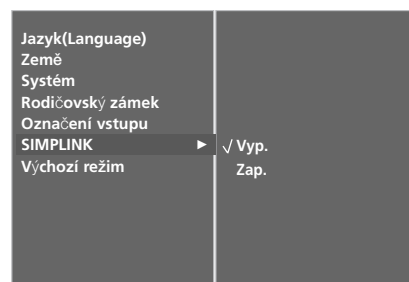 Jazyk(Language)
Země
Systém
Rodičovský zámek
Označení vstupu
SIMPLINK ►
Výchozí režim
√ Vyp.
Zap.